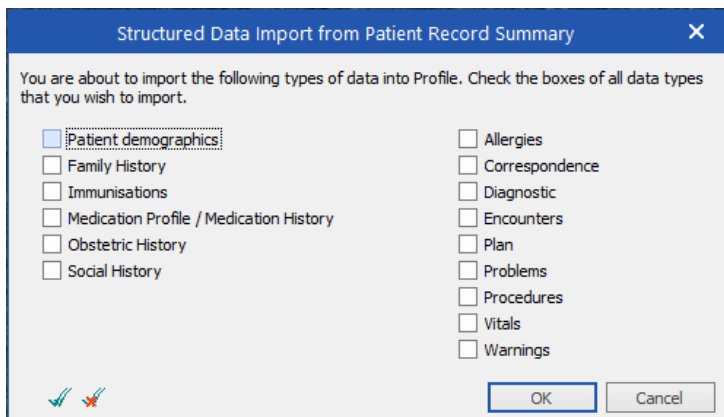 Structured Data Import from Patient Record Summary
You are about to import the following types of data into Profile. Check the boxes of all data types
that you wish to import.
Patient demographics
Family History
Immunisations
Medication Profile / Medication History
Obstetric History
Social History
Allergies
Correspondence
Diagnostic
Encounters
Plan
Problems
Procedures
Vitals
Warnings
OK
Cancel